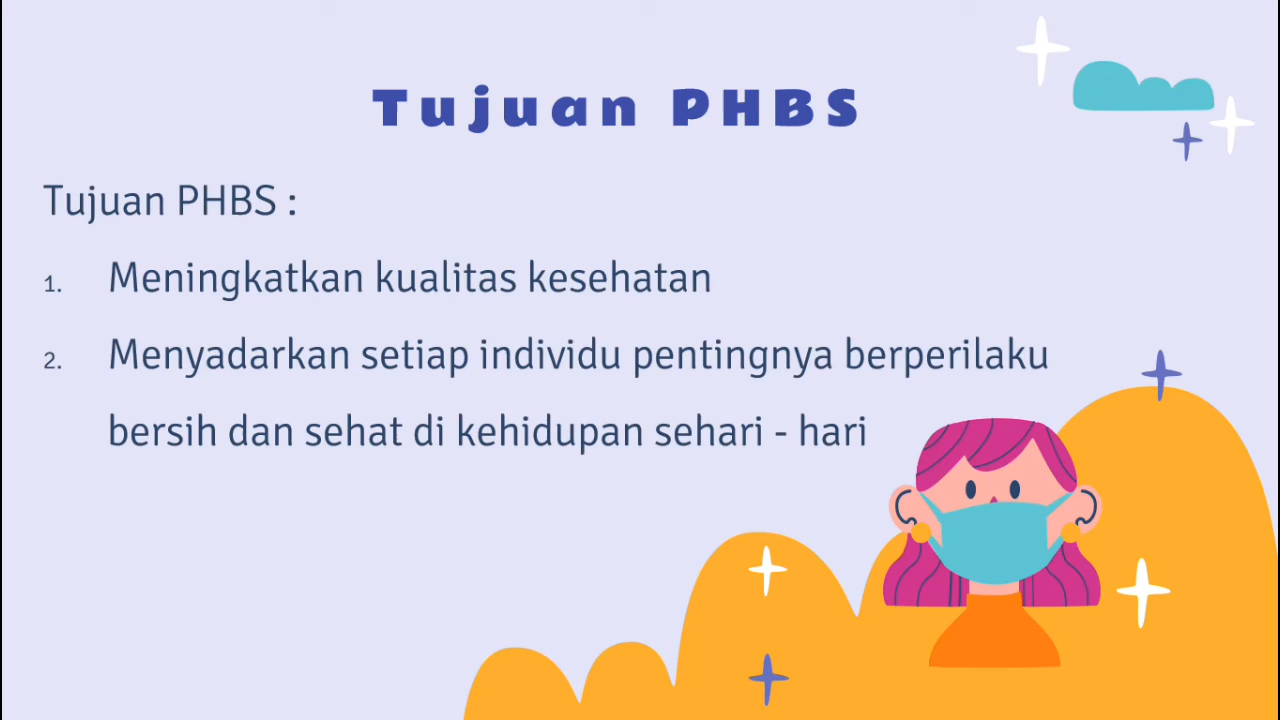 Tujuan PHBS
Tujuan PHBS :
1. Meningkatkan kualitas kesehatan
2. Menyadarkan setiap individu pentingnya berperilaku
bersih dan sehat di kehidupan sehari - hari